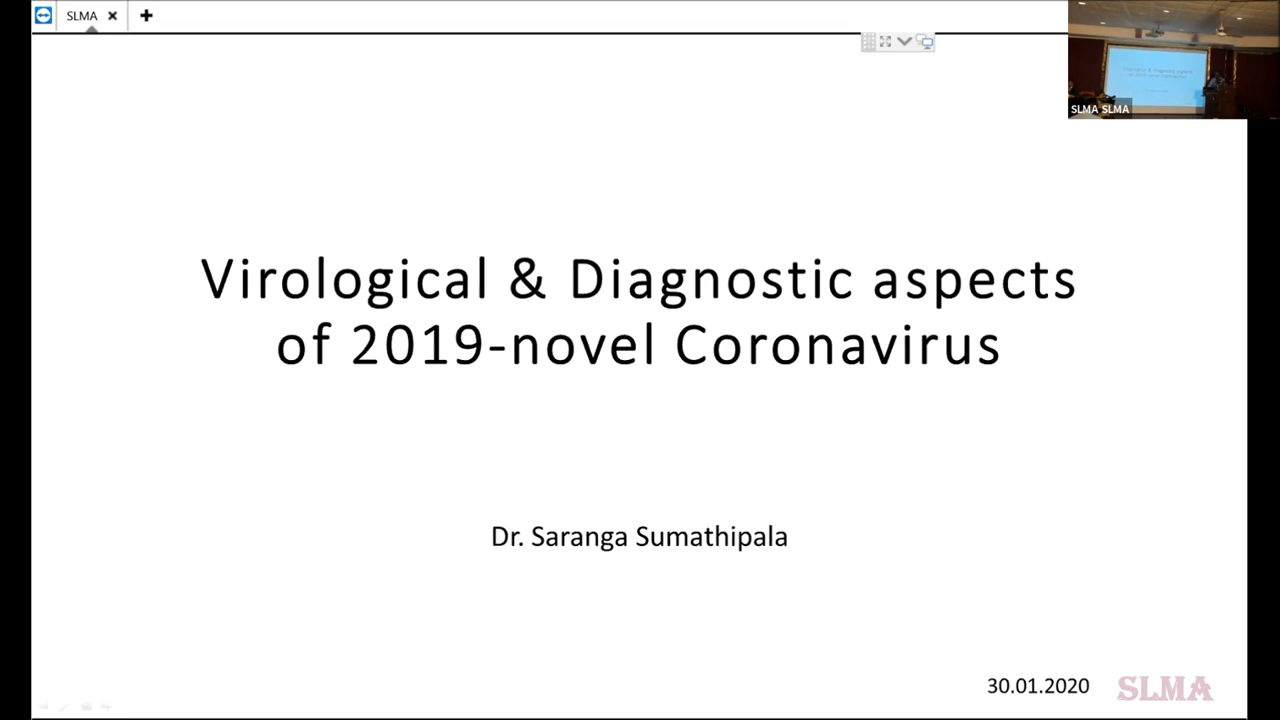 SLMA
SLMA SLMA
Virological & Diagnostic aspects
of 2019-novel Coronavirus
Dr. Saranga Sumathipala
30.01.2020
SLMA